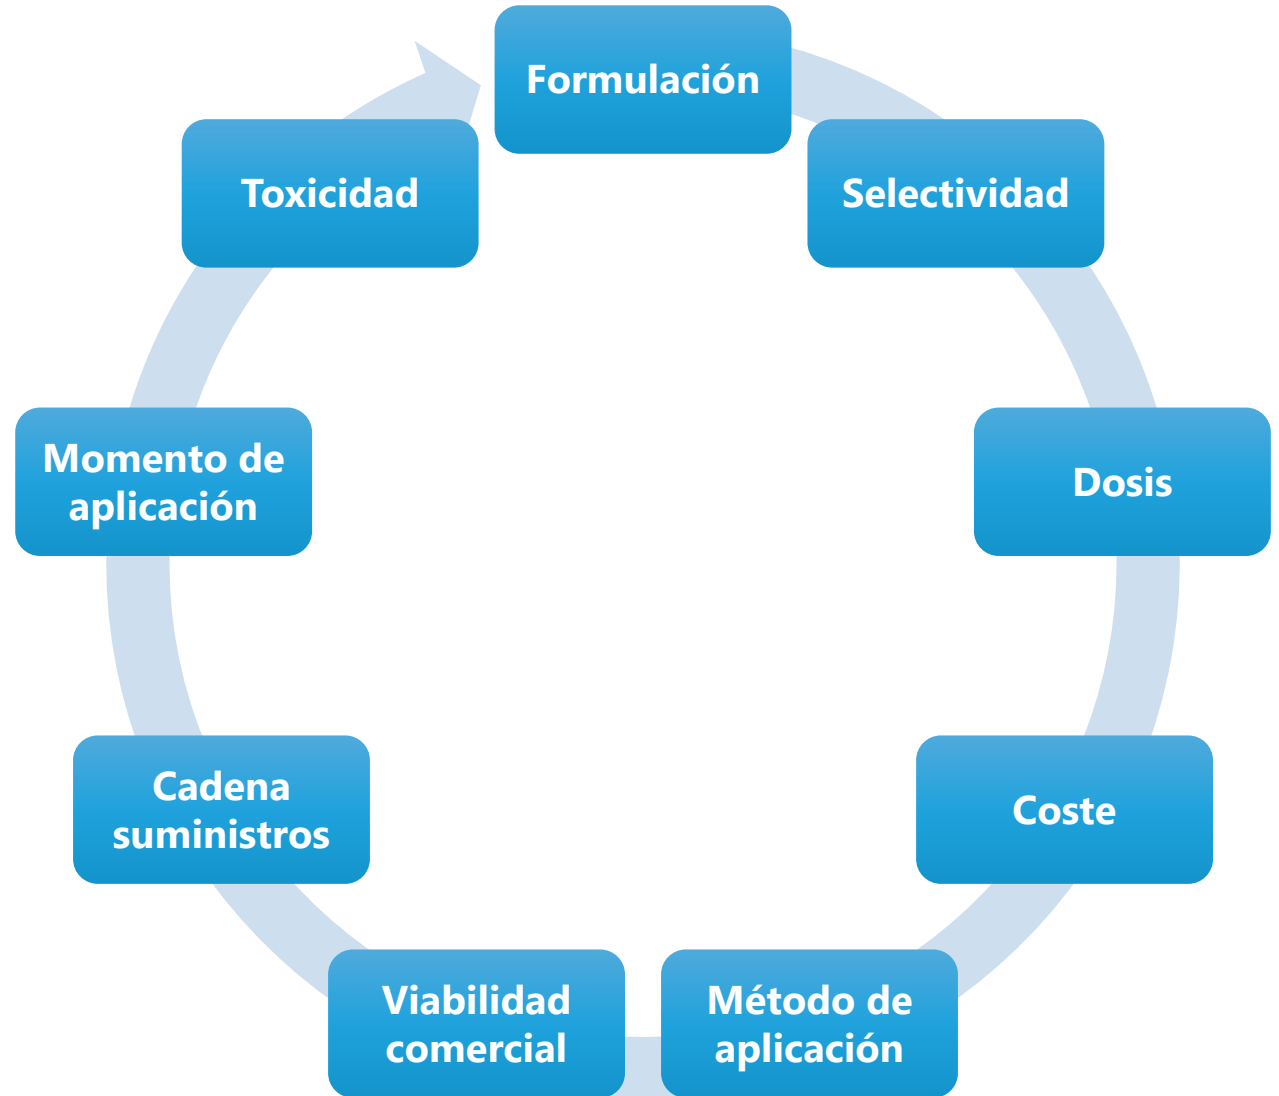 Formulación
Selectividad
Dosis
Coste
Método de
aplicación
Viabilidad
comercial
Cadena
suministros
Momento de
aplicación
Toxicidad